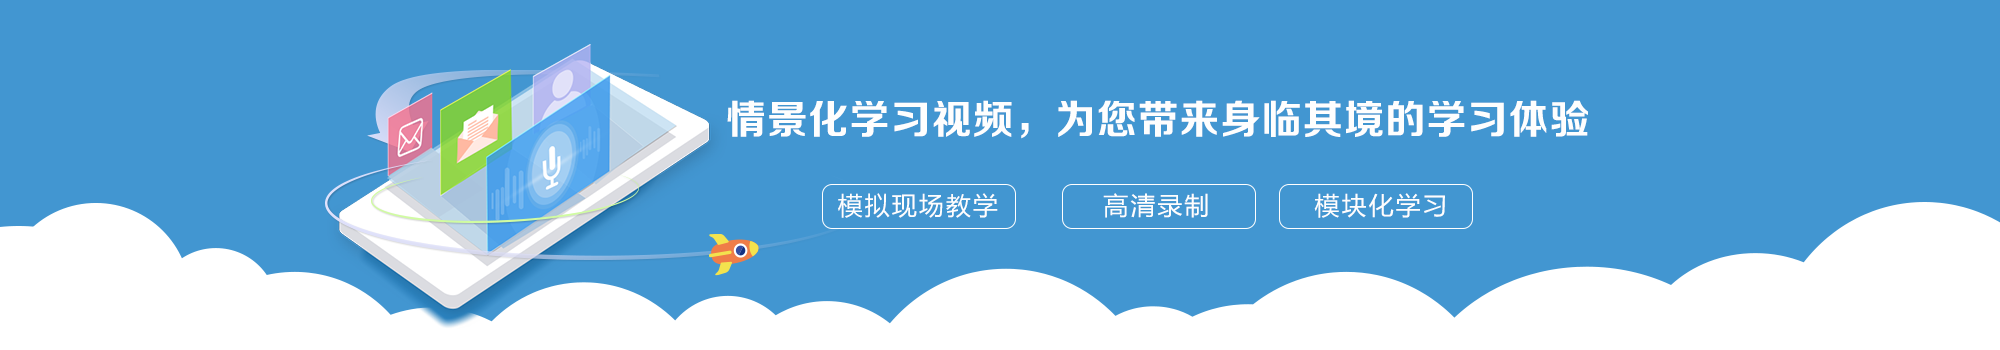 情景化学习视频，为您带来身临其境的学习体验
模拟现场教学
高清录制
模块化学习